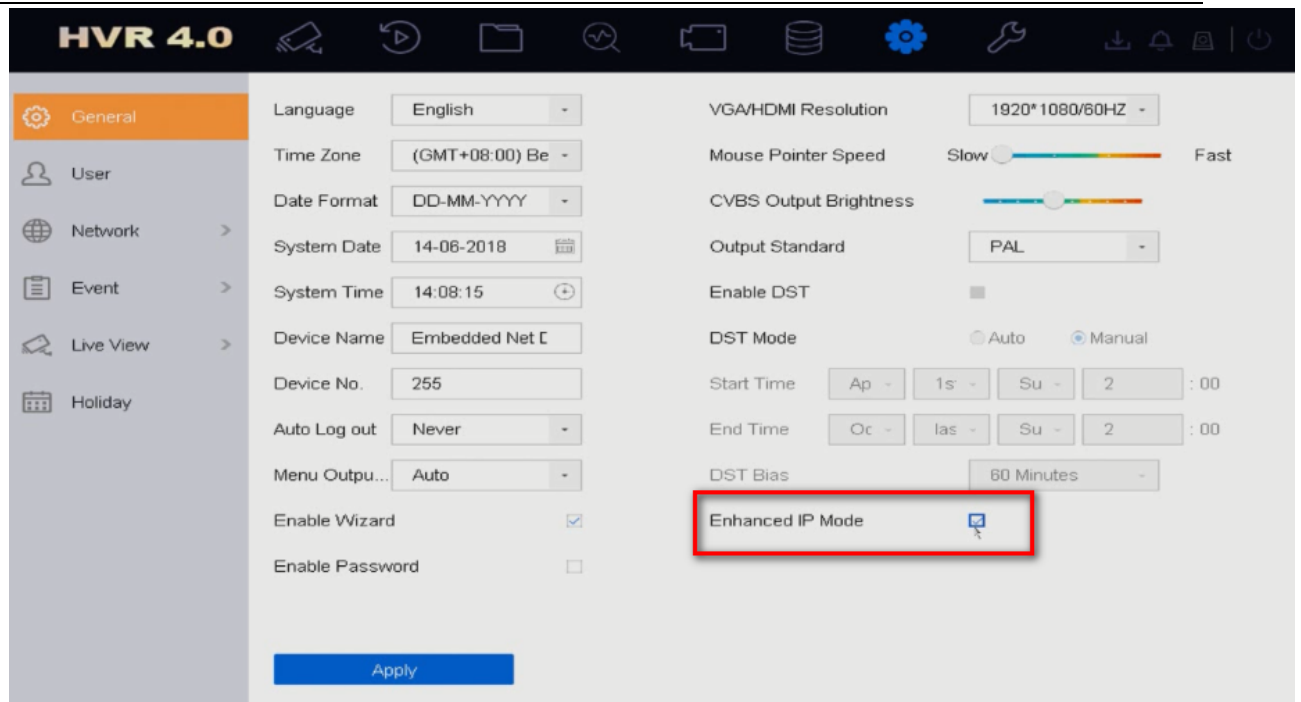 HVR 4.0
General
User
Network >
Event >
Live View >
Holiday
Language English
Time Zone (GMT+08:00) Be
Date Format DD-MM-YYYY
System Date 14-06-2018
System Time 14:08:15
Device Name Embedded Net D
Device No. 255
Auto Log out Never
Menu Outpu... Auto
Enable Wizard
Enable Password
Apply
VGA/HDMI Resolution 1920*1080/60HZ
Mouse Pointer Speed Slow Fast
CVBS Output Brightness
Output Standard PAL
Enable DST
DST Mode Auto Manual
Start Time Ap 1s Su 2 : 00
End Time Oc las Su 2 : 00
DST Bias 60 Minutes
Enhanced IP Mode